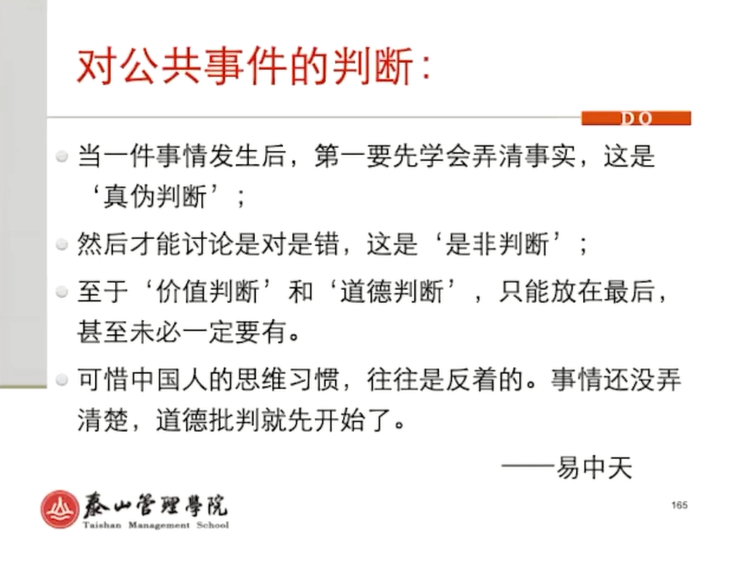 对公共事件的判断：
DO
当一件事情发生后，第一要先学会弄清事实，这是
‘真伪判断’；
然后才能讨论是对是错，这是‘是非判断’；
至于‘价值判断’和‘道德判断’，只能放在最后，
甚至未必一定要有。
可惜中国人的思维习惯，往往是反着的。事情还没弄
清楚，道德批判就先开始了。
——易中天
泰山管理學院
Taishan Management School
165